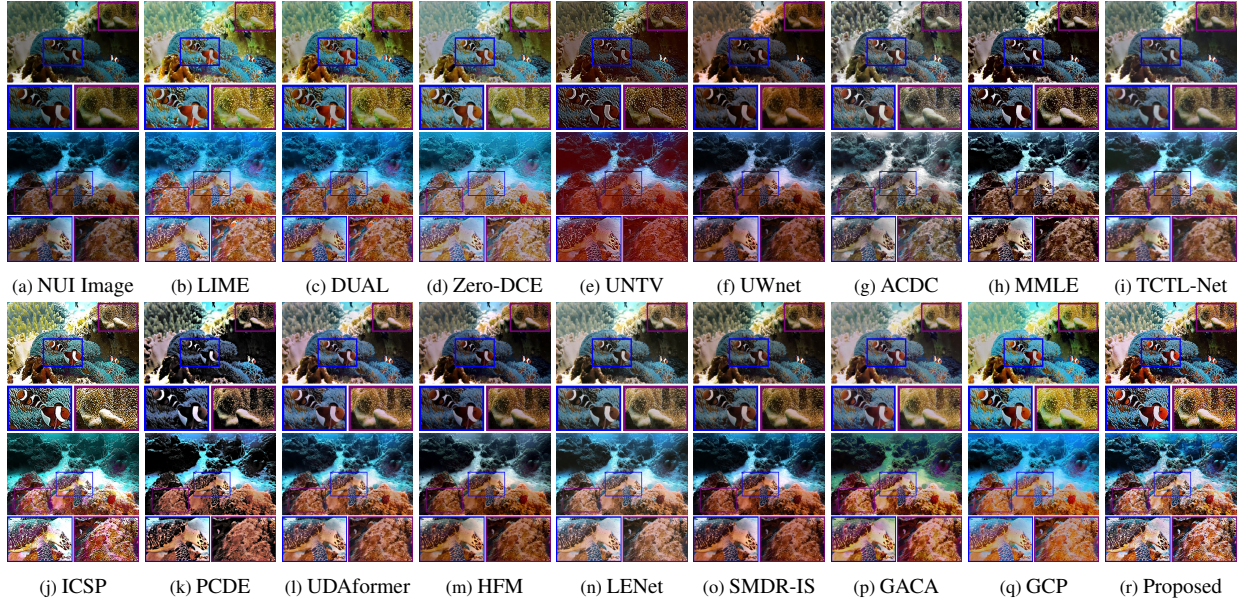 (a) NUI Image (b) LIME (c) DUAL (d) Zero-DCE (e) UNTV (f) UWnet (g) ACDC (h) MMLE (i) TCTL-Net
(j) ICSP (k) PCDE (l) UDAformer (m) HFM (n) LENet (o) SMDR-IS (p) GACA (q) GCP (r) Proposed